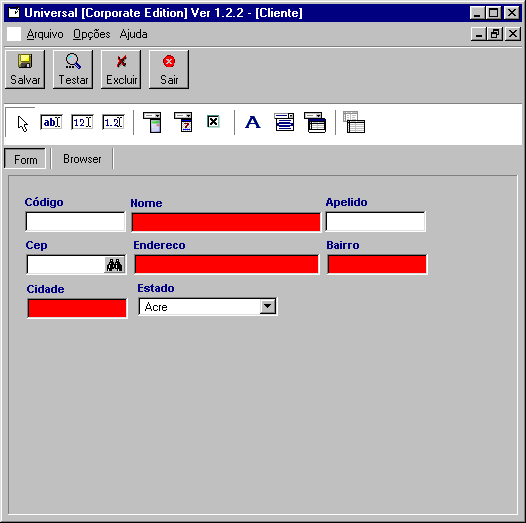 Universal [Corporate Edition] Ver 1.2.2 - [Cliente]
Arquivo Opções Ajuda
Salvar Testar Excluir Sair
ab 12 1.2 A
Form Browser
Código Nome Apelido
Cep Endereco Bairro
Cidade Estado
Acre